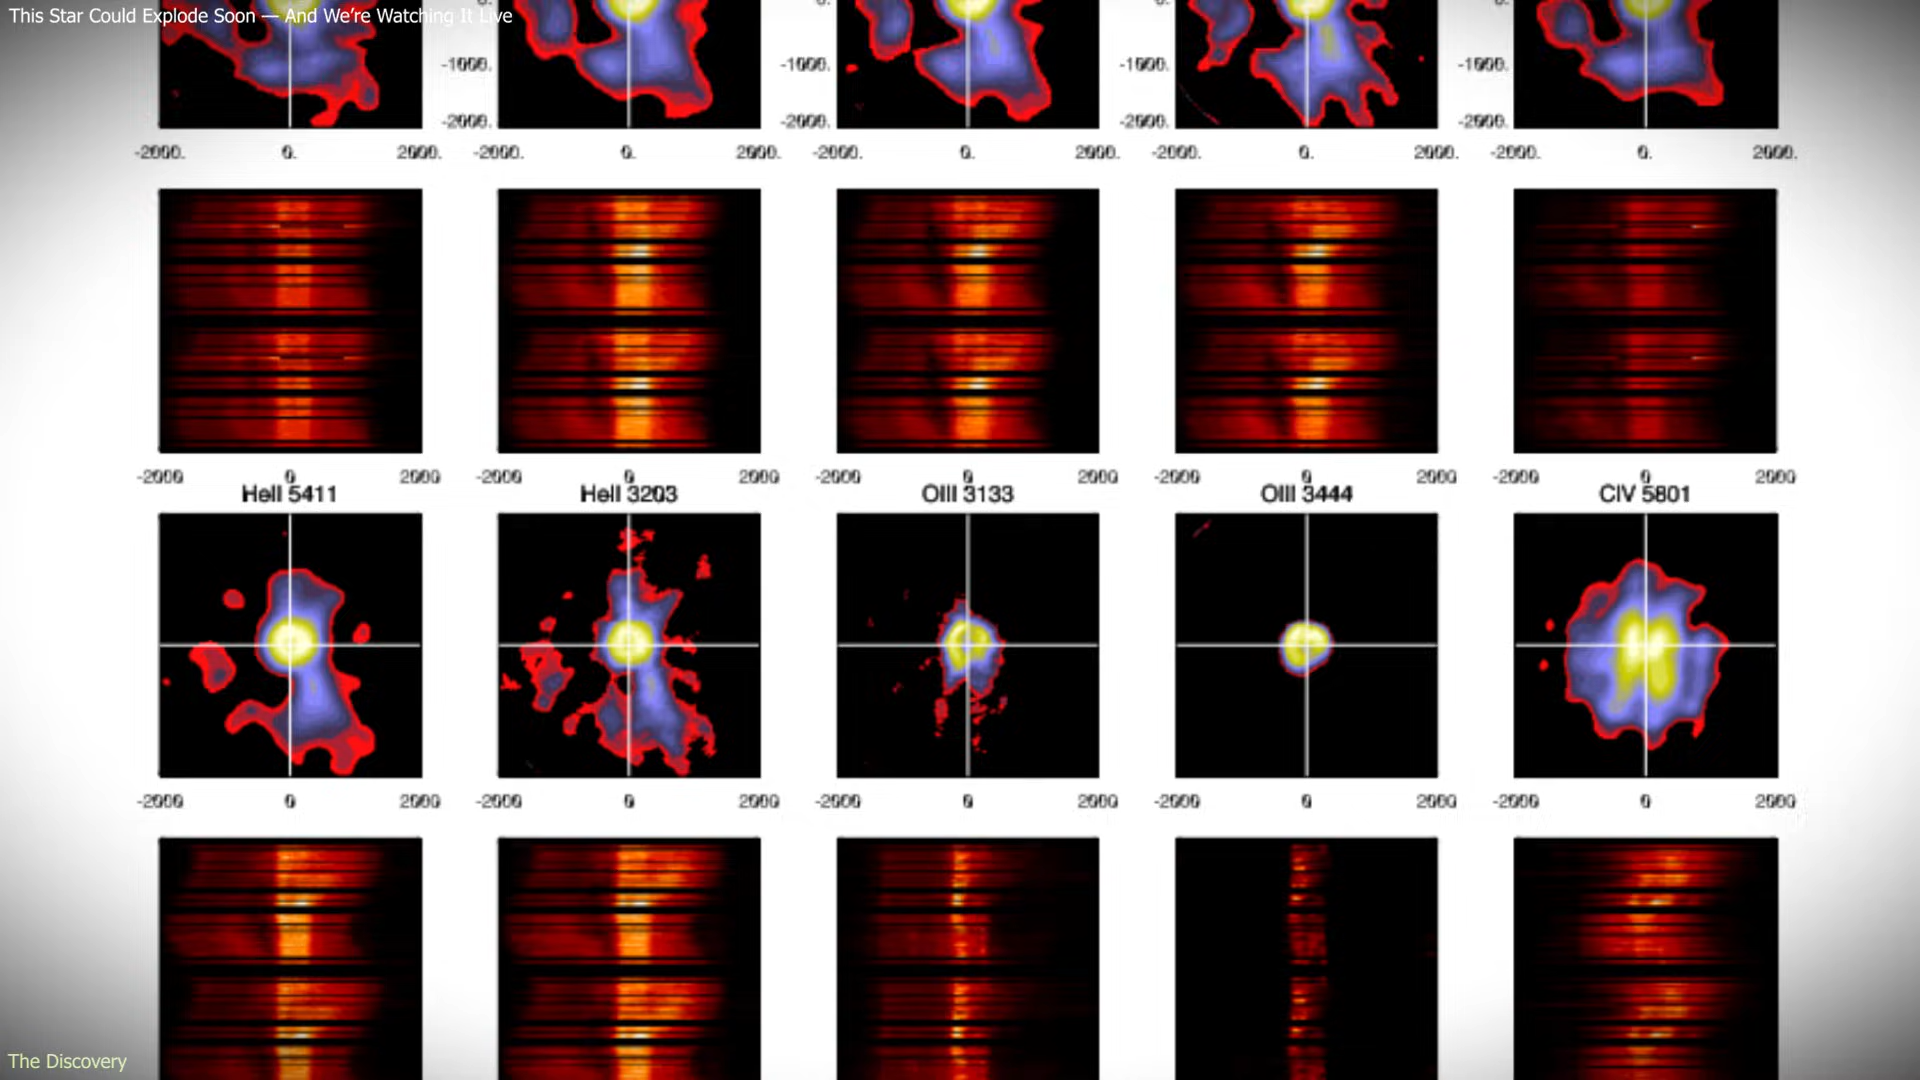 This Star Could Explode Soon — And We're Watching It Live
-1000. -1000. -1000. -1000.
-2000. -2000. -2000. -2000.
-2000. 0. 2000. -2000. 0. 2000. -2000. 0. 2000. -2000. 0. 2000. -2000. 0. 2000.
-2000 0 2000 -2000 0 2000 -2000 0 2000 -2000 0 2000 -2000 0 2000
HeII 5411 HeII 3203 OIII 3133 OIII 3444 CIV 5801
-2000 0 2000 -2000 0 2000 -2000 0 2000 -2000 0 2000 -2000 0 2000
The Discovery